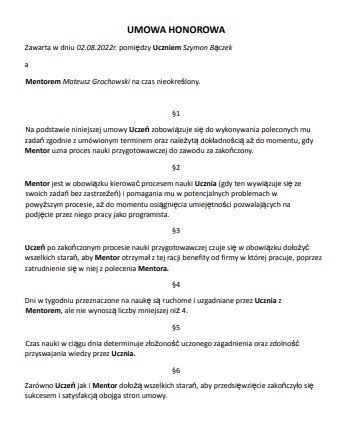 UMOWA HONOROWA
Zawarta w dniu 02.08.2022r. pomiędzy Uczniem Szymon Bączek
a
Mentorem Mateusz Grochowski na czas nieokreślony.
§1
Na podstawie niniejszej umowy Uczeń zobowiązuje się do wykonywania poleconych mu
zadań zgodnie z umówionym terminem oraz należytą dokładnością aż do momentu, gdy
Mentor uzna proces nauki przygotowawczej do zawodu za zakończony.
§2
Mentor jest w obowiązku kierować procesem nauki Ucznia (gdy ten wywiązuje się ze
swoich zadań bez zastrzeżeń) i pomagają mu w potencjalnych problemach w
powyższym procesie, aż do momentu osiągnięcia umiejętności pozwalających na
podjęcie przez niego pracy jako programista.
§3
Uczeń po zakończonym procesie nauki przygotowawczej czuje się w obowiązku dołożyć
wszelkich starań, aby Mentor otrzymał z tej racji benefity od firmy w której pracuje, poprzez
zatrudnienie się w niej z polecenia Mentora.
§4
Dni w tygodniu przeznaczone na naukę są ruchome i uzgadniane przez Ucznia z
Mentorem, ale nie wynoszą liczby mniejszej niż 4.
§5
Czas nauki w ciągu dnia determinuje złożoność uczonego zagadnienia oraz zdolność
przyswajania wiedzy przez Ucznia.
§6
Zarówno Uczeń jak i Mentor dołożą wszelkich starań, aby przedsięwzięcie zakończyło się
sukcesem i satysfakcją obojga stron umowy.